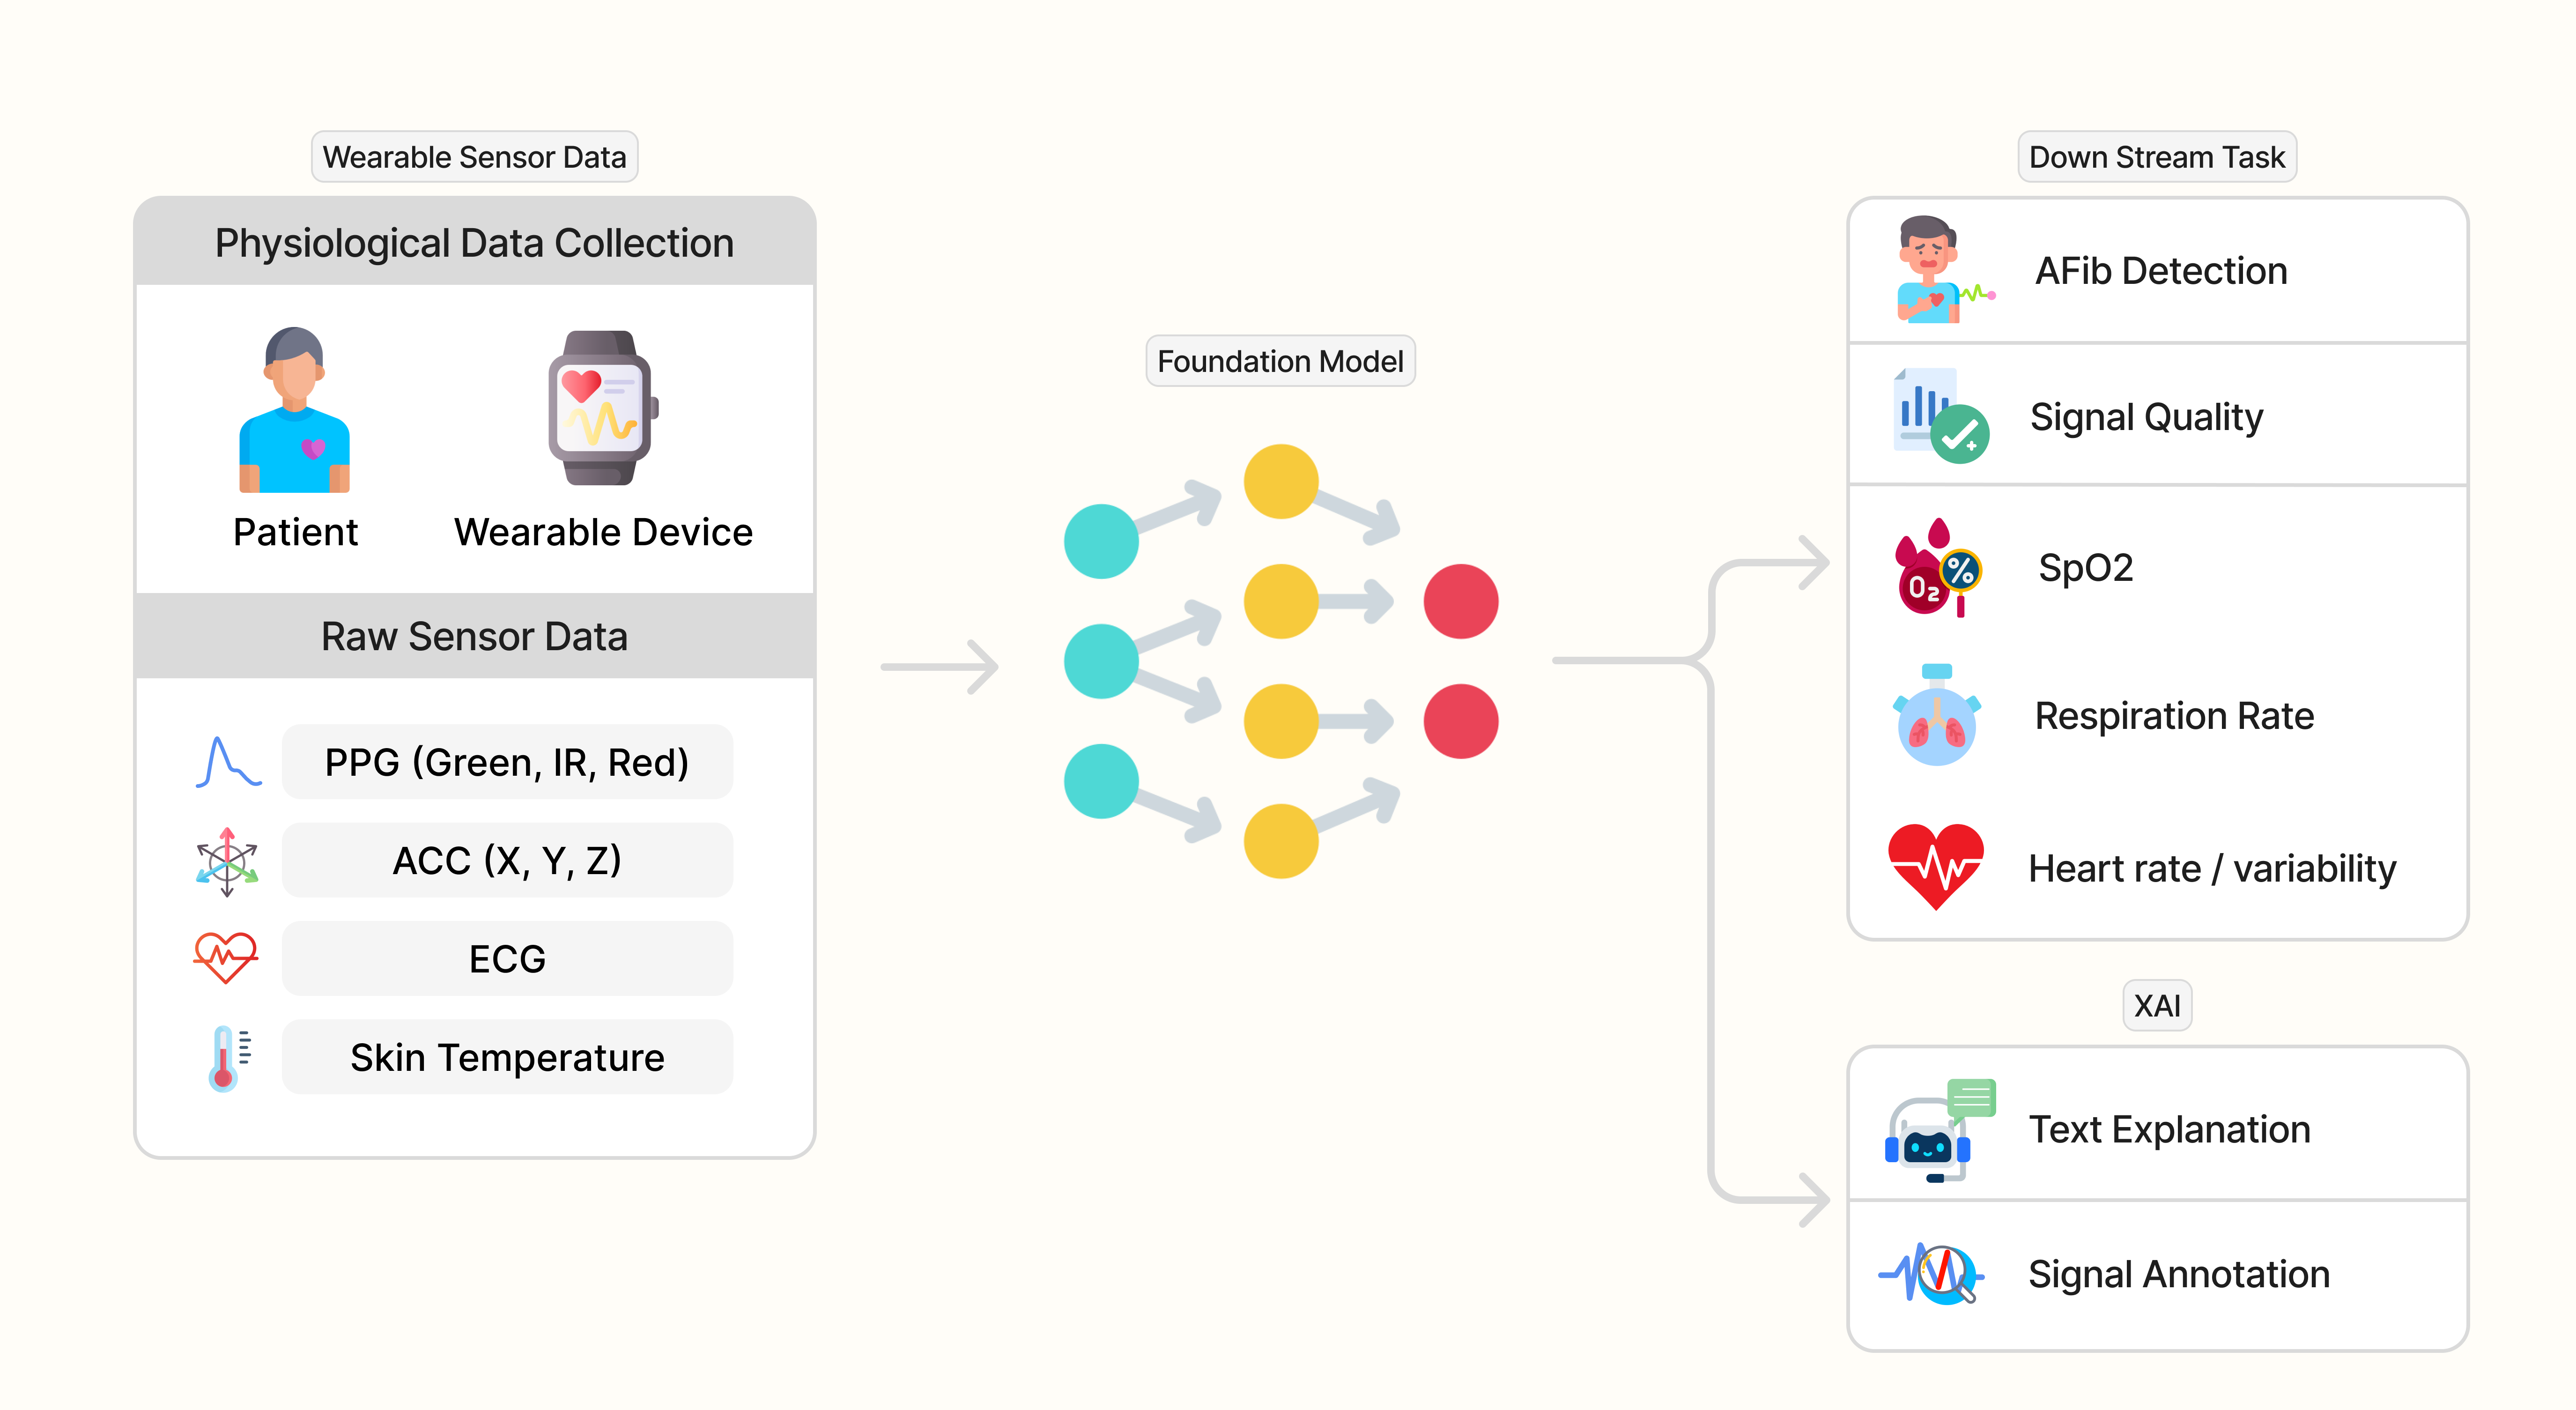 Wearable Sensor Data
Physiological Data Collection
Patient
Wearable Device
Raw Sensor Data
PPG (Green, IR, Red)
ACC (X, Y, Z)
ECG
Skin Temperature
Foundation Model
Down Stream Task
AFib Detection
Signal Quality
O2
%
SpO2
Respiration Rate
Heart rate / variability
XAI
Text Explanation
Signal Annotation